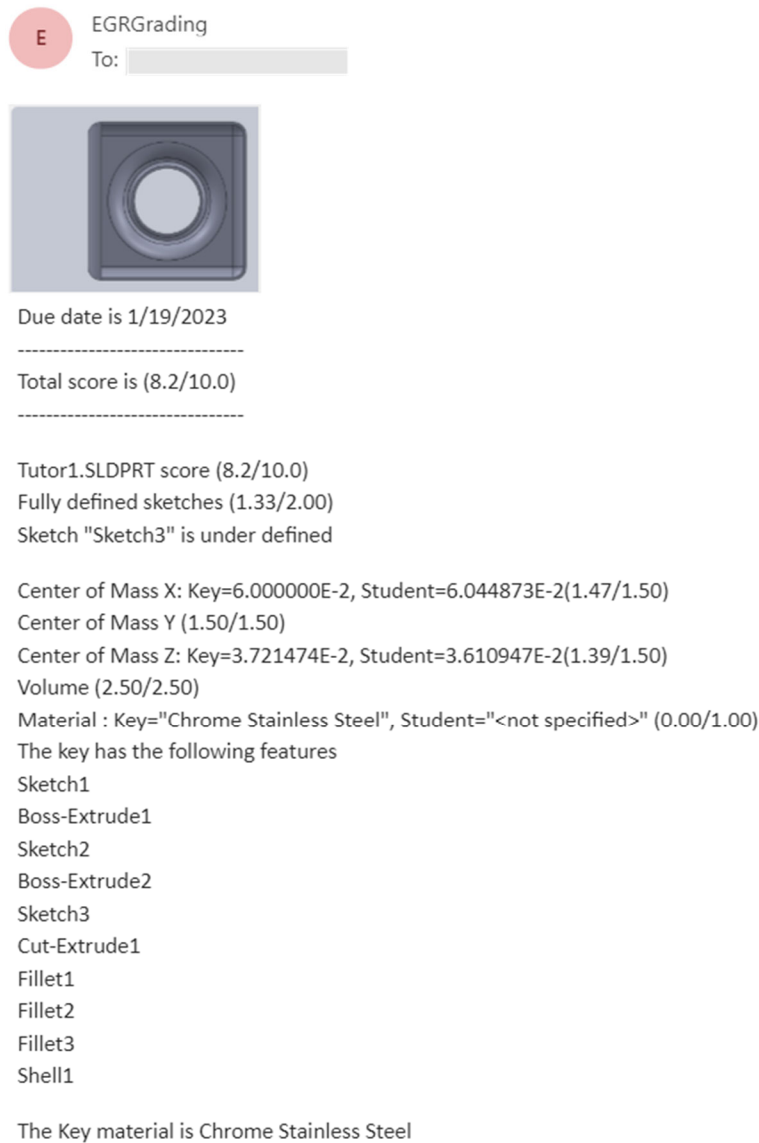 E
EGRGrading
To:
Due date is 1/19/2023
--------------------------------
Total score is (8.2/10.0)
--------------------------------
Tutor1.SLDPRT score (8.2/10.0)
Fully defined sketches (1.33/2.00)
Sketch "Sketch3" is under defined
Center of Mass X: Key=6.000000E-2, Student=6.044873E-2(1.47/1.50)
Center of Mass Y (1.50/1.50)
Center of Mass Z: Key=3.721474E-2, Student=3.610947E-2(1.39/1.50)
Volume (2.50/2.50)
Material : Key="Chrome Stainless Steel", Student="<not specified>" (0.00/1.00)
The key has the following features
Sketch1
Boss-Extrude1
Sketch2
Boss-Extrude2
Sketch3
Cut-Extrude1
Fillet1
Fillet2
Fillet3
Shell1
The Key material is Chrome Stainless Steel